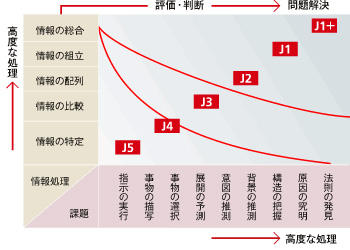 評価・判断
問題解決
高度な処理
情報の総合
情報の組立
情報の配列
情報の比較
情報の特定
J1+
J1
J2
J3
J4
J5
情報処理
課題
指示の実行
事物の描写
事物の選択
展開の予測
意図の推測
背景の推測
構造の把握
原因の究明
法則の発見
高度な処理